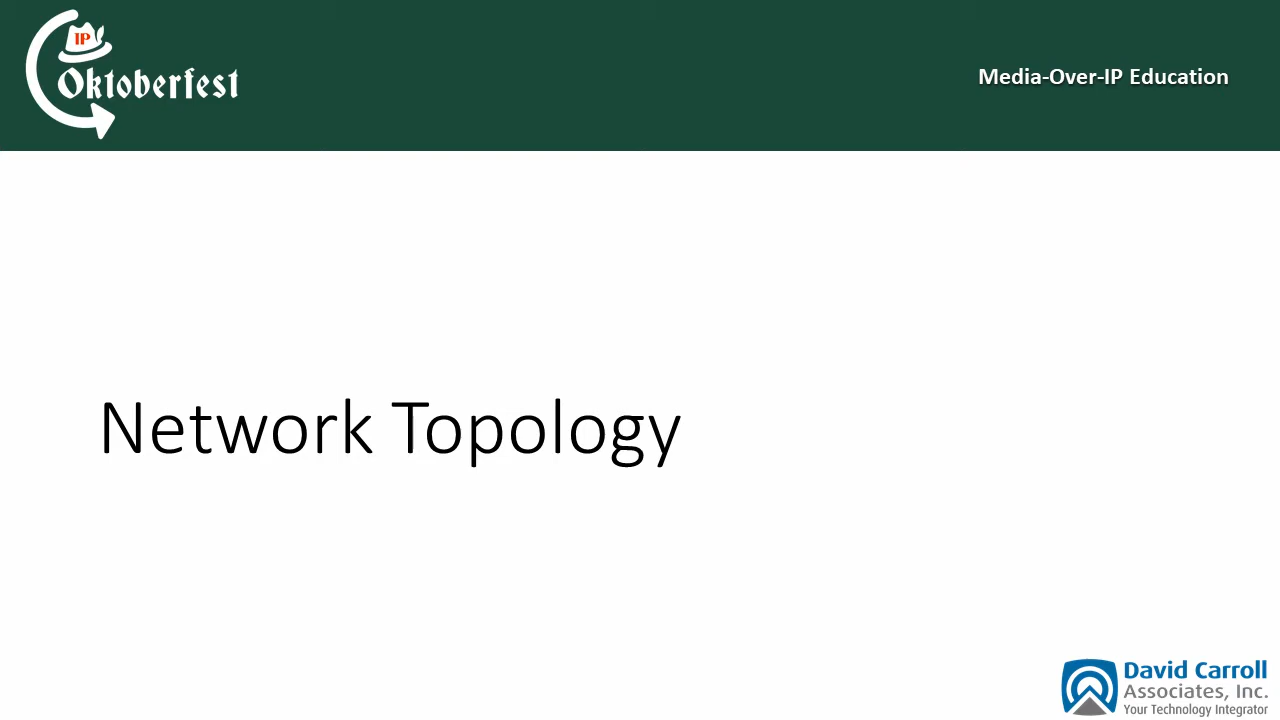 IP
Oktoberfest
Media-Over-IP Education
Network Topology
David Carroll
Associates, Inc.
Your Technology Integrator